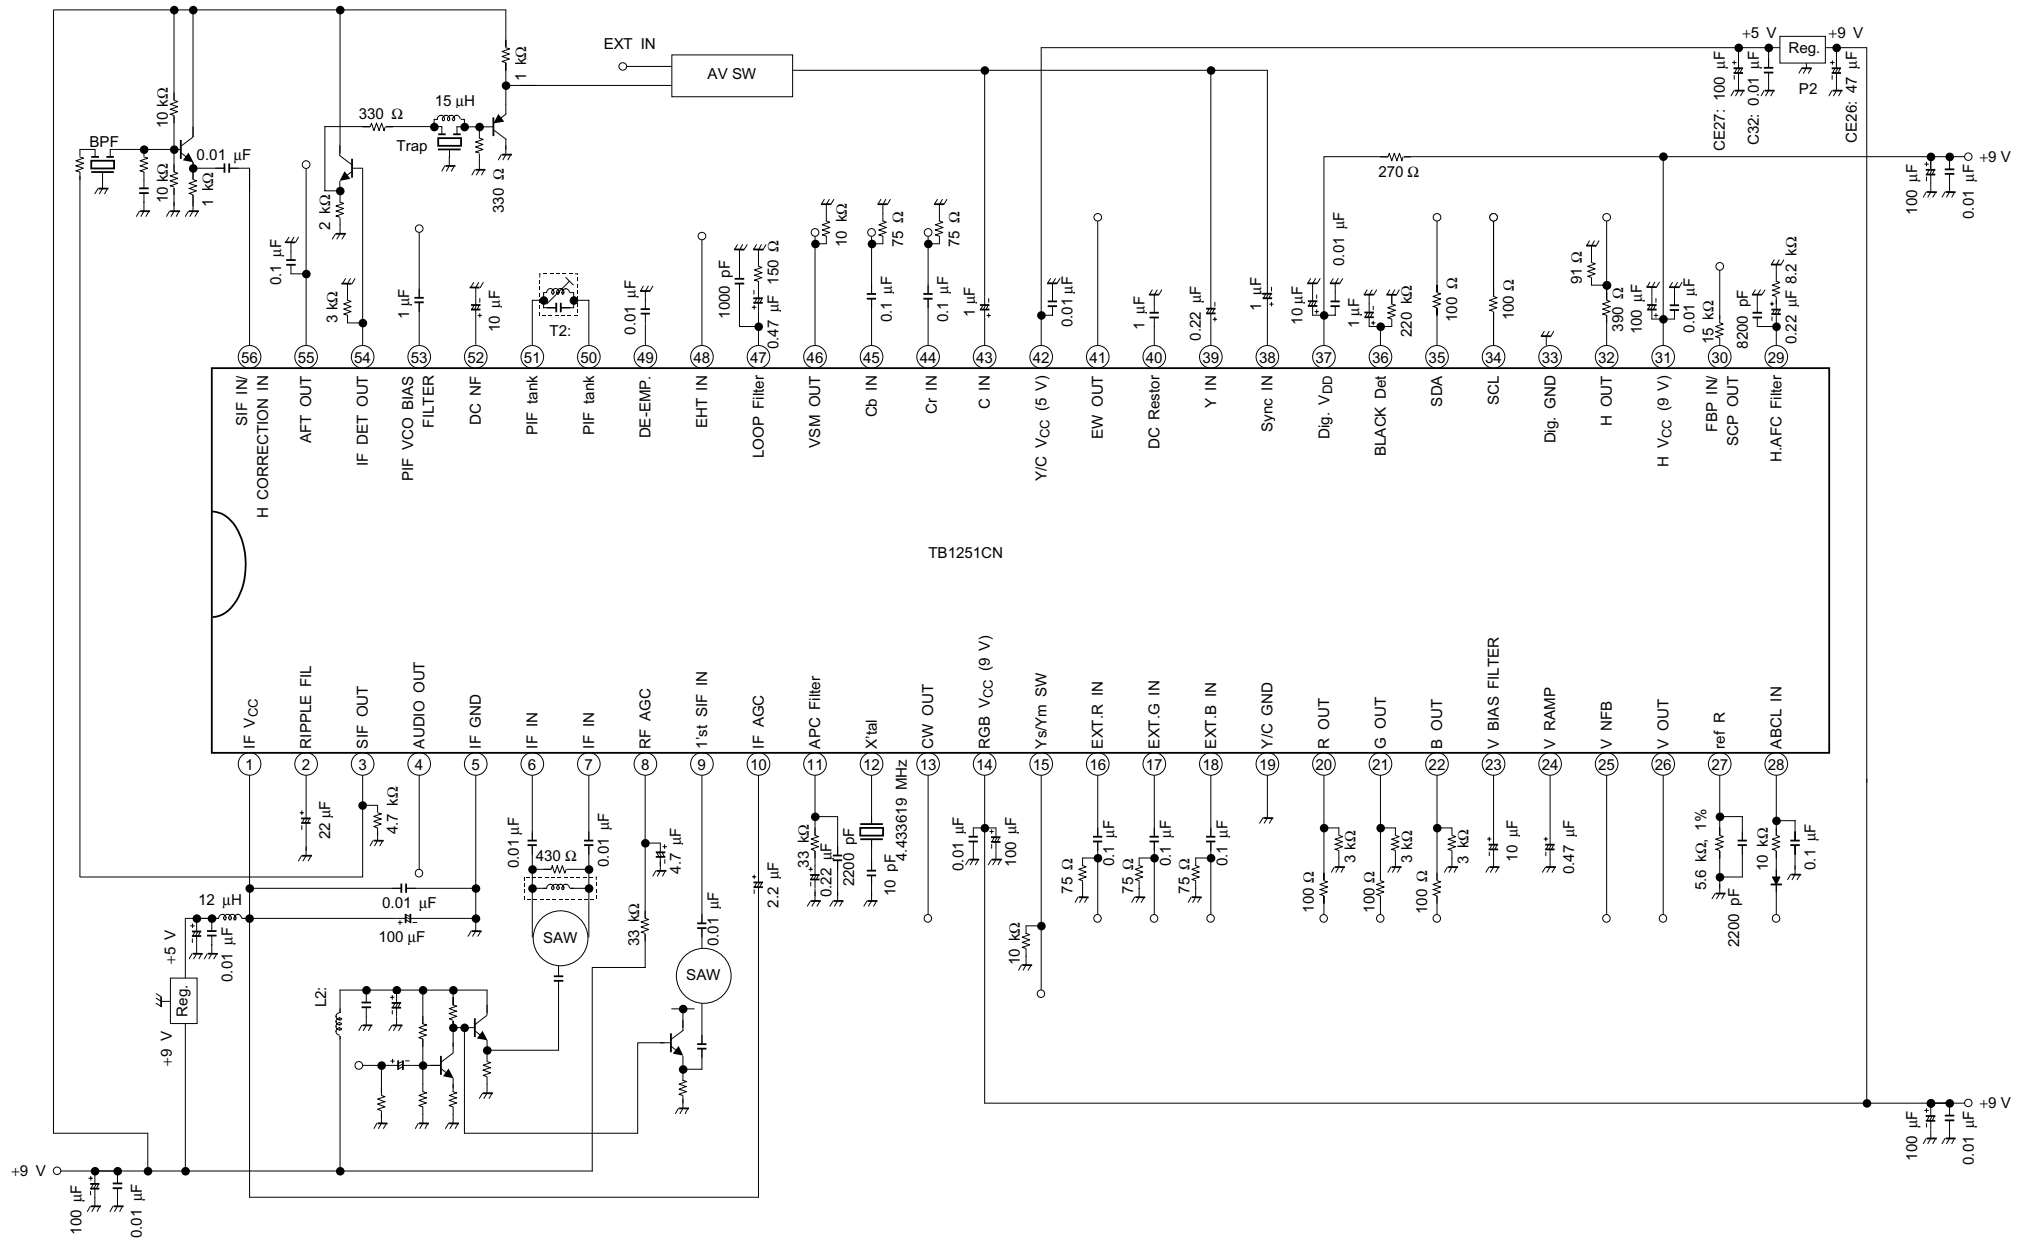 EXT IN
AV SW
+5 V
Reg.
+9 V
P2
CE27: 100 µF
C32: 0.01 µF
CE26: 47 µF
1 kΩ
10 kΩ
BPF
0.01 µF
10 kΩ
1 kΩ
330 Ω
15 µH
Trap
330 Ω
2 kΩ
270 Ω
+9 V
100 µF
0.01 µF
0.1 µF
3 kΩ
1 µF
10 µF
T2:
0.01 µF
1000 pF
150 Ω
0.47 µF
10 kΩ
75 Ω
0.1 µF
75 Ω
0.1 µF
1 µF
0.01 µF
1 µF
0.22 µF
1 µF
10 µF
0.01 µF
1 µF
220 kΩ
100 Ω
100 Ω
91 Ω
390 Ω
100 µF
0.01 µF
15 kΩ
8200 pF
8.2 kΩ
0.22 µF
56 55 54 53 52 51 50 49 48 47 46 45 44 43 42 41 40 39 38 37 36 35 34 33 32 31 30 29
SIF IN/
H CORRECTION IN
AFT OUT
IF DET OUT
PIF VCO BIAS
FILTER
DC NF
PIF tank
PIF tank
DE-EMP.
EHT IN
LOOP Filter
VSM OUT
Cb IN
Cr IN
C IN
Y/C VCC (5 V)
EW OUT
DC Restor
Y IN
Sync IN
Dig. VDD
BLACK Det
SDA
SCL
Dig. GND
H OUT
H VCC (9 V)
FBP IN/
SCP OUT
H.AFC Filter
TB1251CN
IF VCC
RIPPLE FIL
SIF OUT
AUDIO OUT
IF GND
IF IN
IF IN
RF AGC
1'st SIF IN
IF AGC
APC Filter
X'tal
CW OUT
RGB VCC (9 V)
Ys/Ym SW
EXT.R IN
EXT.G IN
EXT.B IN
Y/C GND
R OUT
G OUT
B OUT
V BIAS FILTER
V RAMP
V NFB
V OUT
ref R
ABCL IN
1 2 3 4 5 6 7 8 9 10 11 12 13 14 15 16 17 18 19 20 21 22 23 24 25 26 27 28
22 µF
4.7 kΩ
0.01 µF
100 µF
12 µH
0.01 µF
+5 V
Reg.
+9 V
0.01 µF
430 Ω
0.01 µF
SAW
4.7 µF
33 kΩ
0.01 µF
SAW
2.2 µF
33 kΩ
0.22 µF
2200 pF
4.433619 MHz
10 pF
0.01 µF
100 µF
10 kΩ
75 Ω
0.1 µF
75 Ω
0.1 µF
75 Ω
0.1 µF
3 kΩ
100 Ω
3 kΩ
100 Ω
3 kΩ
100 Ω
10 µF
0.47 µF
5.6 kΩ, 1%
2200 pF
10 kΩ
0.1 µF
L2:
+9 V
100 µF
0.01 µF
+9 V
100 µF
0.01 µF